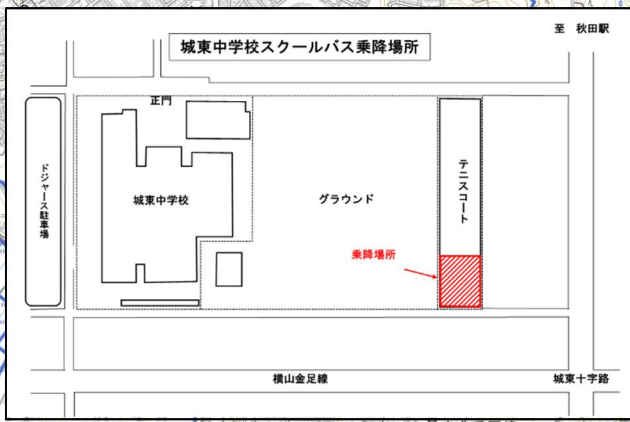 至 秋田駅
城東中学校スクールバス乗降場所
正門
ドジャース駐車場
城東中学校
グラウンド
テニスコート
乗降場所
横山金足線
城東十字路